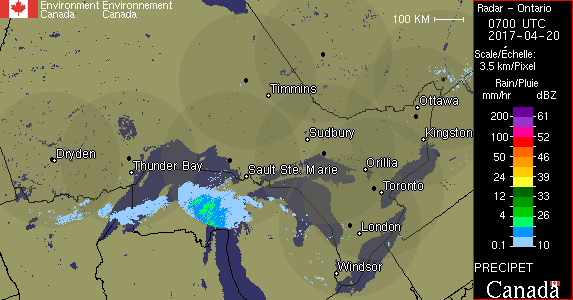 Environment Environnement
Canada Canada
100 KM
Timmins
Ottawa
Sudbury
Kingston
Dryden
Thunder Bay
Sault Ste. Marie
Orillia
Toronto
London
Windsor
Radar - Ontario
0700 UTC
2017-04-20
Scale/Échelle:
3.5 km/Pixel
Rain/Pluie
mm/hr dBZ
200 61
100 52
50 46
24 39
12 33
4 26
1 18
0.1 10
PRECIPET
Canada